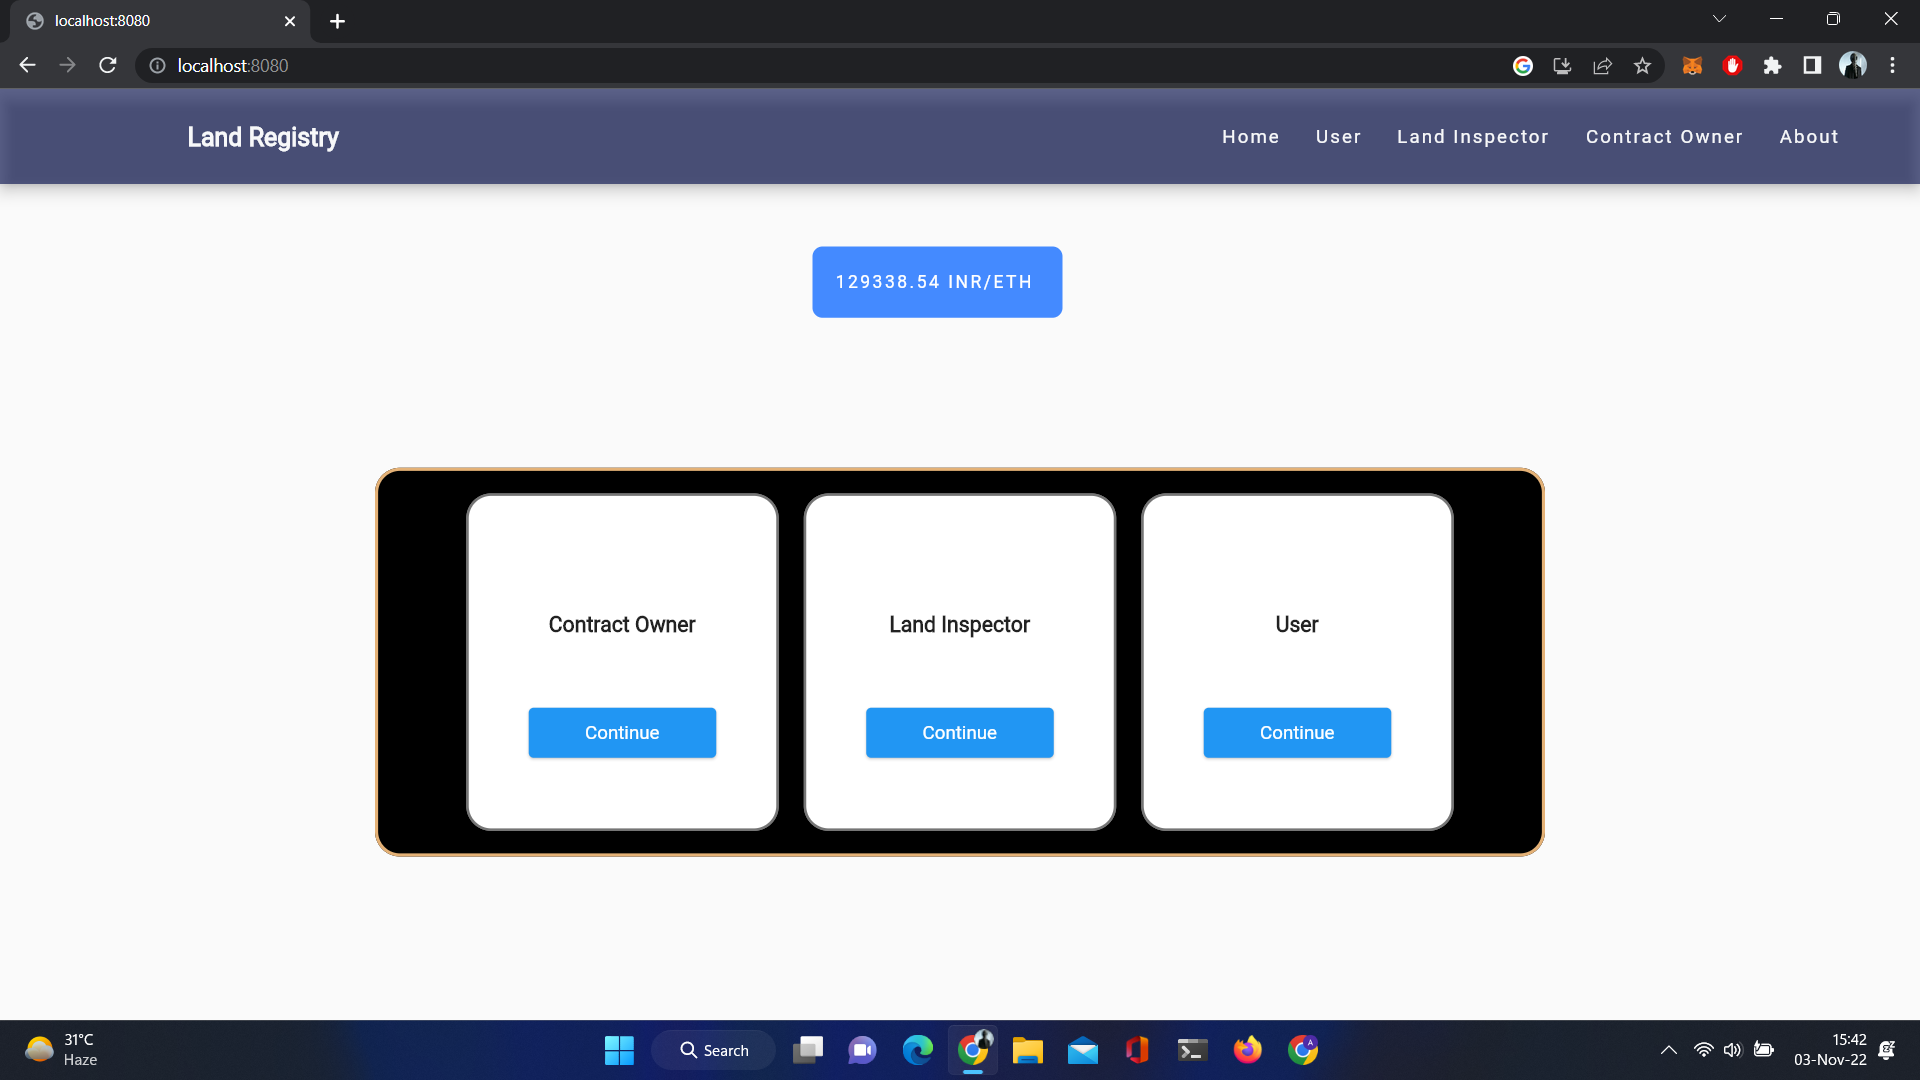 localhost:8080
localhost:8080
Land Registry
Home User Land Inspector Contract Owner About
129338.54 INR/ETH
Contract Owner Land Inspector User
Continue Continue Continue
31°C
Haze
Search
15:42
03-Nov-22